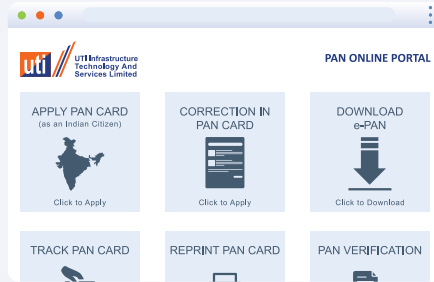 uti
UTI Infrastructure
Technology And
Services Limited
PAN ONLINE PORTAL
APPLY PAN CARD
(as an Indian Citizen)
Click to Apply
CORRECTION IN
PAN CARD
Click to Apply
DOWNLOAD
e-PAN
Click to Download
TRACK PAN CARD
REPRINT PAN CARD
PAN VERIFICATION